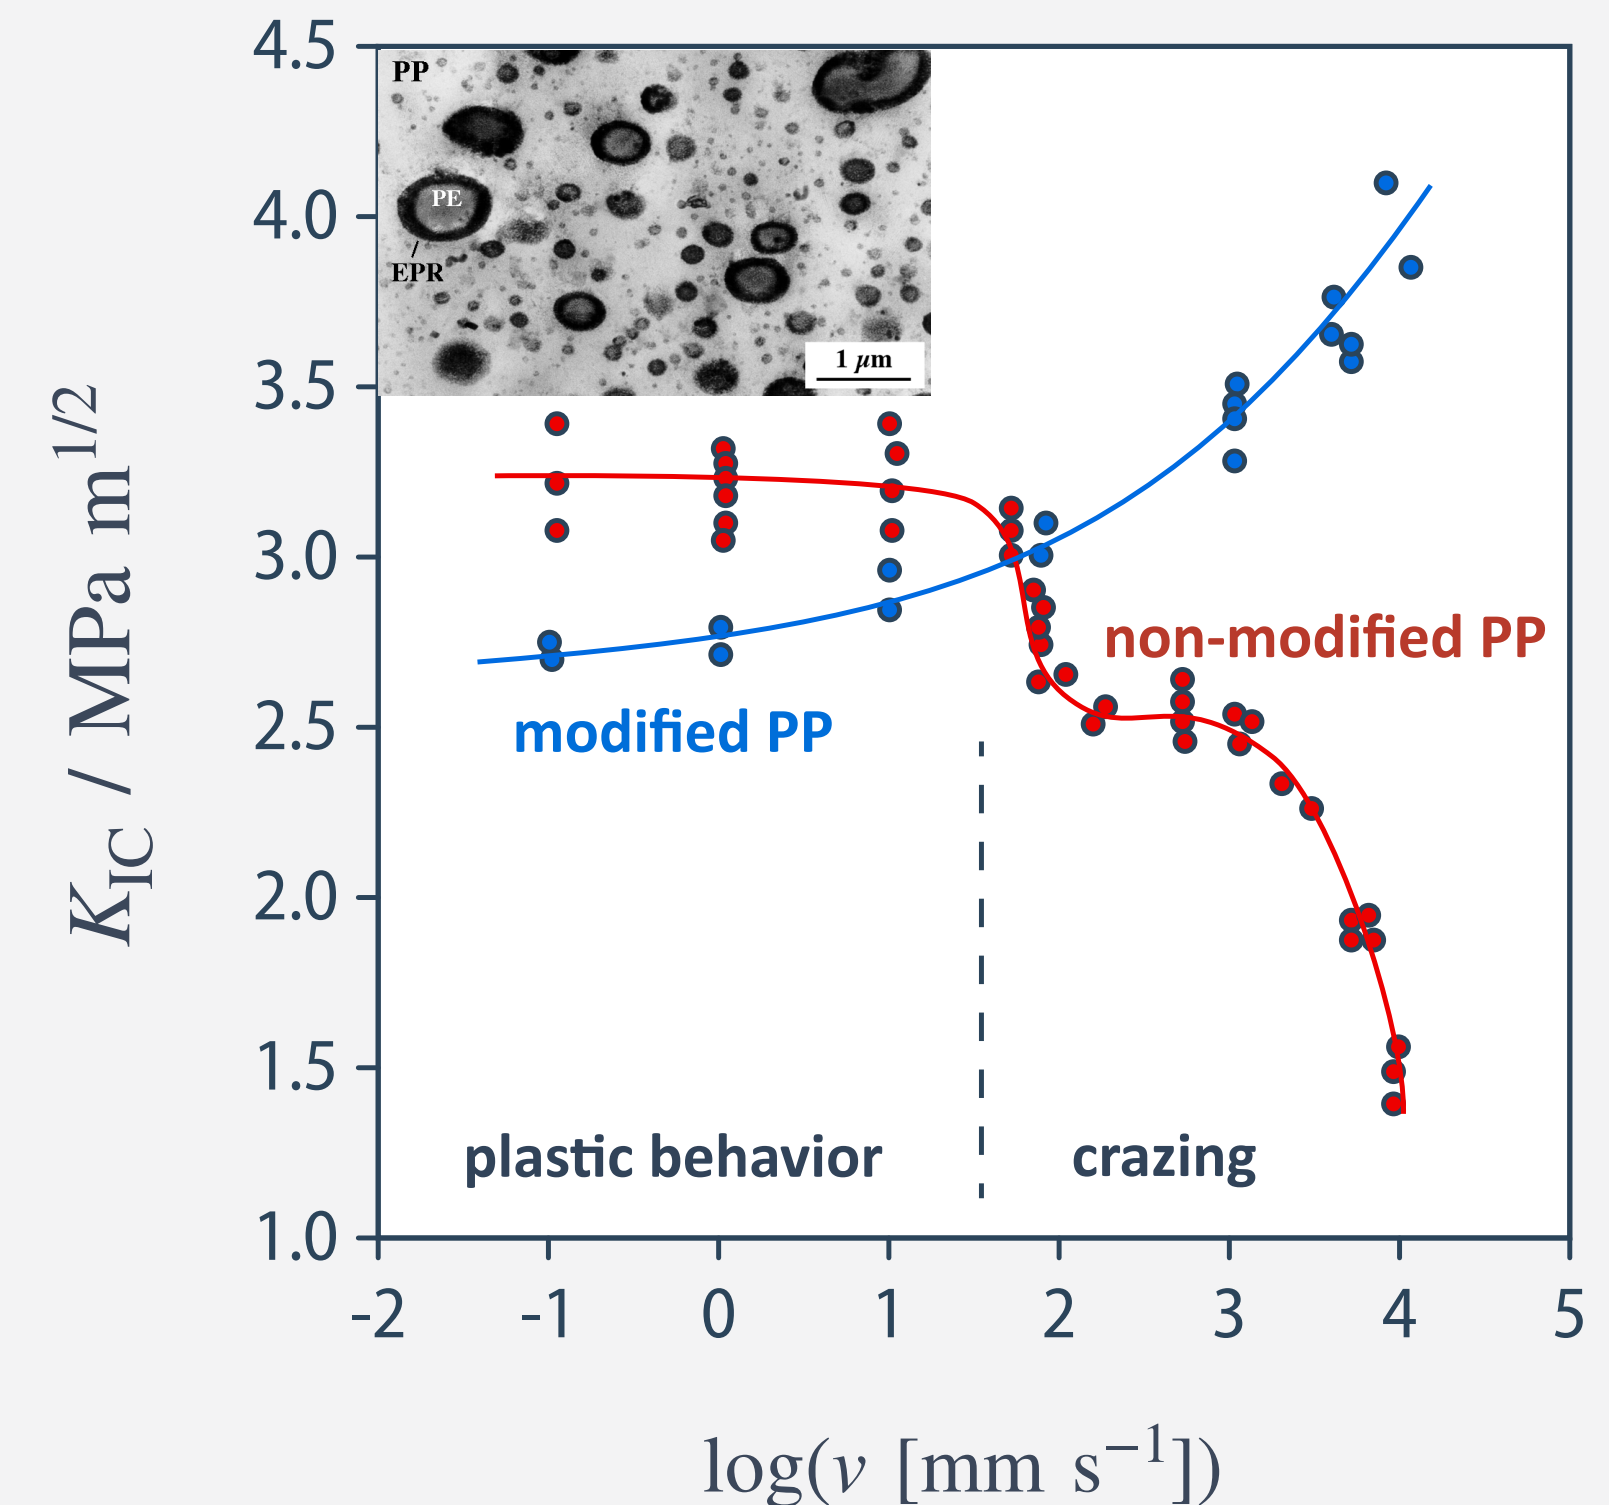 4.5
4.0
3.5
3.0
2.5
2.0
1.5
1.0
K_IC / MPa m^1/2
PP
PE
EPR
1 µm
non-modified PP
modified PP
plastic behavior
crazing
-2 -1 0 1 2 3 4 5
log(v [mm s^−1])